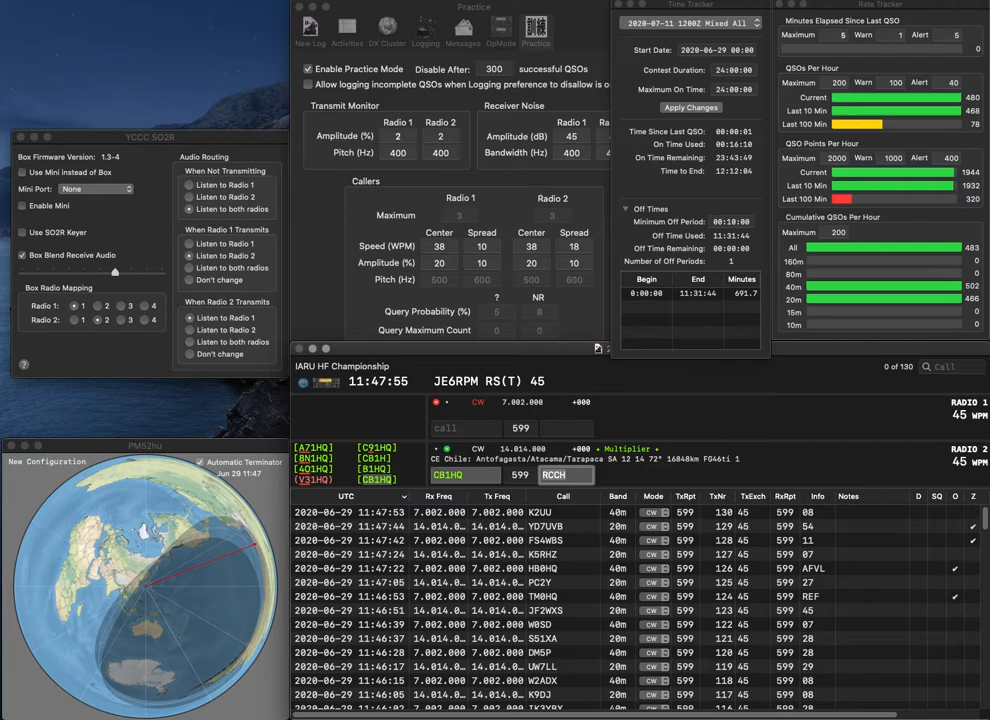 YCCC SO2R
Box Firmware Version: 1.3-4
Use Mini instead of Box
Mini Port: None
Enable Mini
Use SO2R Keyer
Box Blend Receive Audio
Box Radio Mapping
Radio 1: 1 2 3 4
Radio 2: 1 2 3 4
Audio Routing
When Not Transmitting
Listen to Radio 1
Listen to Radio 2
Listen to both radios
When Radio 1 Transmits
Listen to Radio 1
Listen to Radio 2
Listen to both radios
Don't change
When Radio 2 Transmits
Listen to Radio 1
Listen to Radio 2
Listen to both radios
Don't change
?
Practice
New Log Activities DX Cluster Logging Messages OpMode Practice
訓練
Enable Practice Mode Disable After: 300 successful QSOs
Allow logging incomplete QSOs when Logging preference to disallow is o
Transmit Monitor
Radio 1 Radio 2
Amplitude (%) 2 2
Pitch (Hz) 400 400
Receiver Noise
Radio 1 Ra
Amplitude (dB) 45 4
Bandwidth (Hz) 400 4
Callers
Radio 1 Radio 2
Maximum 3 3
Center Spread Center Spread
Speed (WPM) 38 10 38 18
Amplitude (%) 20 10 20 10
Pitch (Hz) 500 600 500 600
? NR
Query Probability (%) 5 8
Query Maximum Count 0 0
Time Tracker
2020-07-11 1200Z Mixed All
Start Date: 2020-06-29 00:00
Contest Duration: 24:00:00
Maximum On Time: 24:00:00
Apply Changes
Time Since Last QSO: 00:00:01
On Time Used: 00:16:10
On Time Remaining: 23:43:49
Time to End: 12:12:04
Off Times
Minimum Off Period: 00:10:00
Off Time Used: 11:31:44
Off Time Remaining: 00:00:00
Number of Off Periods: 1
Begin End Minutes
0:00:00 11:31:44 691.7
Rate Tracker
Minutes Elapsed Since Last QSO
Maximum 5 Warn 1 Alert 5
0
QSOs Per Hour
Maximum 200 Warn 100 Alert 40
Current 480
Last 10 Min 468
Last 100 Min 78
QSO Points Per Hour
Maximum 2000 Warn 1000 Alert 400
Current 1944
Last 10 Min 1932
Last 100 Min 320
Cumulative QSOs Per Hour
Maximum 200
All 483
160m 0
80m 0
40m 502
20m 466
15m 0
10m 0
PM52hu
New Configuration Automatic Terminator
Jun 29 11:47
IARU HF Championship
11:47:55 JE6RPM RS(T) 45
0 of 130 Call
CW 7.002.000 +000 RADIO 1
45 WPM
call 599
[A71HQ] [C91HQ]
[8N1HQ] [CB1H]
[4O1HQ] [B1HQ]
(V31HQ) [CB1HQ]
CW 14.014.000 +000 + Multiplier + RADIO 2
CE Chile: Antofagasta/Atacama/Tarapaca SA 12 14 72° 16848km FG46ti 1 45 WPM
CB1HQ 599 RCCH
UTC Rx Freq Tx Freq Call Band Mode TxRpt TxNr TxExch RxRpt Info Notes D SQ O Z
2020-06-29 11:47:53 7.002.000 7.002.000 K2UU 40m CW 599 130 45 599 08
2020-06-29 11:47:44 14.014.0… 14.014.0… YD7UVB 20m CW 599 129 45 599 54 ✓
2020-06-29 11:47:42 14.014.0… 14.014.0… FS4WBS 20m CW 599 128 45 599 11 ✓
2020-06-29 11:47:24 14.014.0… 14.014.0… K5RHZ 20m CW 599 127 45 599 07
2020-06-29 11:47:22 7.002.000 7.002.000 HB0HQ 40m CW 599 126 45 599 AFVL ✓
2020-06-29 11:47:05 14.014.0… 14.014.0… PC2Y 20m CW 599 125 45 599 27
2020-06-29 11:46:53 7.002.000 7.002.000 TM0HQ 40m CW 599 124 45 599 REF ✓
2020-06-29 11:46:51 14.014.0… 14.014.0… JF2WXS 20m CW 599 123 45 599 45
2020-06-29 11:46:39 7.002.000 7.002.000 W0SD 40m CW 599 122 45 599 07
2020-06-29 11:46:37 14.014.0… 14.014.0… S51XA 20m CW 599 121 45 599 28
2020-06-29 11:46:28 7.002.000 7.002.000 DM5P 40m CW 599 120 45 599 28
2020-06-29 11:46:17 14.014.0… 14.014.0… UW7LL 20m CW 599 119 45 599 29
2020-06-29 11:46:15 7.002.000 7.002.000 W2ADX 40m CW 599 118 45 599 08
2020-06-29 11:46:05 14.014.0… 14.014.0… K9DJ 20m CW 599 117 45 599 08